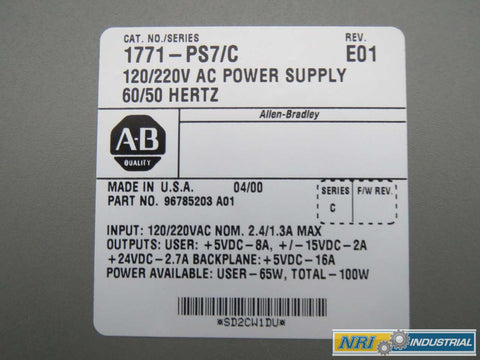 CAT. NO./SERIES
REV.
1771-PS7/C
E01
120/220V AC POWER SUPPLY
60/50 HERTZ
Allen-Bradley
A-B
QUALITY
MADE IN U.S.A. 04/00
SERIES
F/W REV.
PART NO. 96785203 A01
C
INPUT: 120/220VAC NOM. 2.4/1.3A MAX
OUTPUTS: USER: +5VDC-8A, +/-15VDC-2A
+24VDC-2.7A BACKPLANE:+5VDC-16A
POWER AVAILABLE: USER-65W, TOTAL-100W
*SD2CW1DU*
NRI INDUSTRIAL